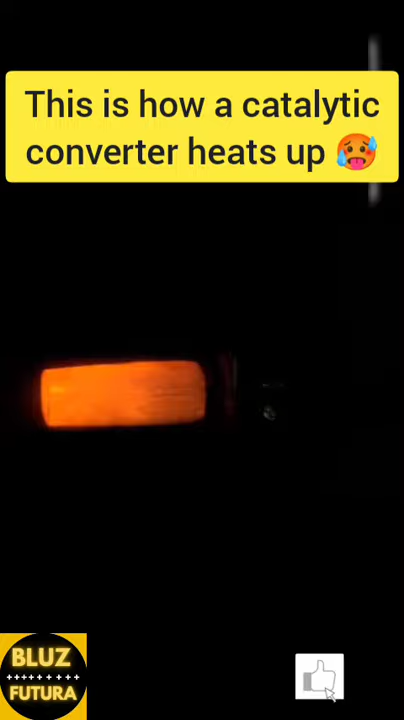 This is how a catalytic
converter heats up 🥵
BLUZ
FUTURA